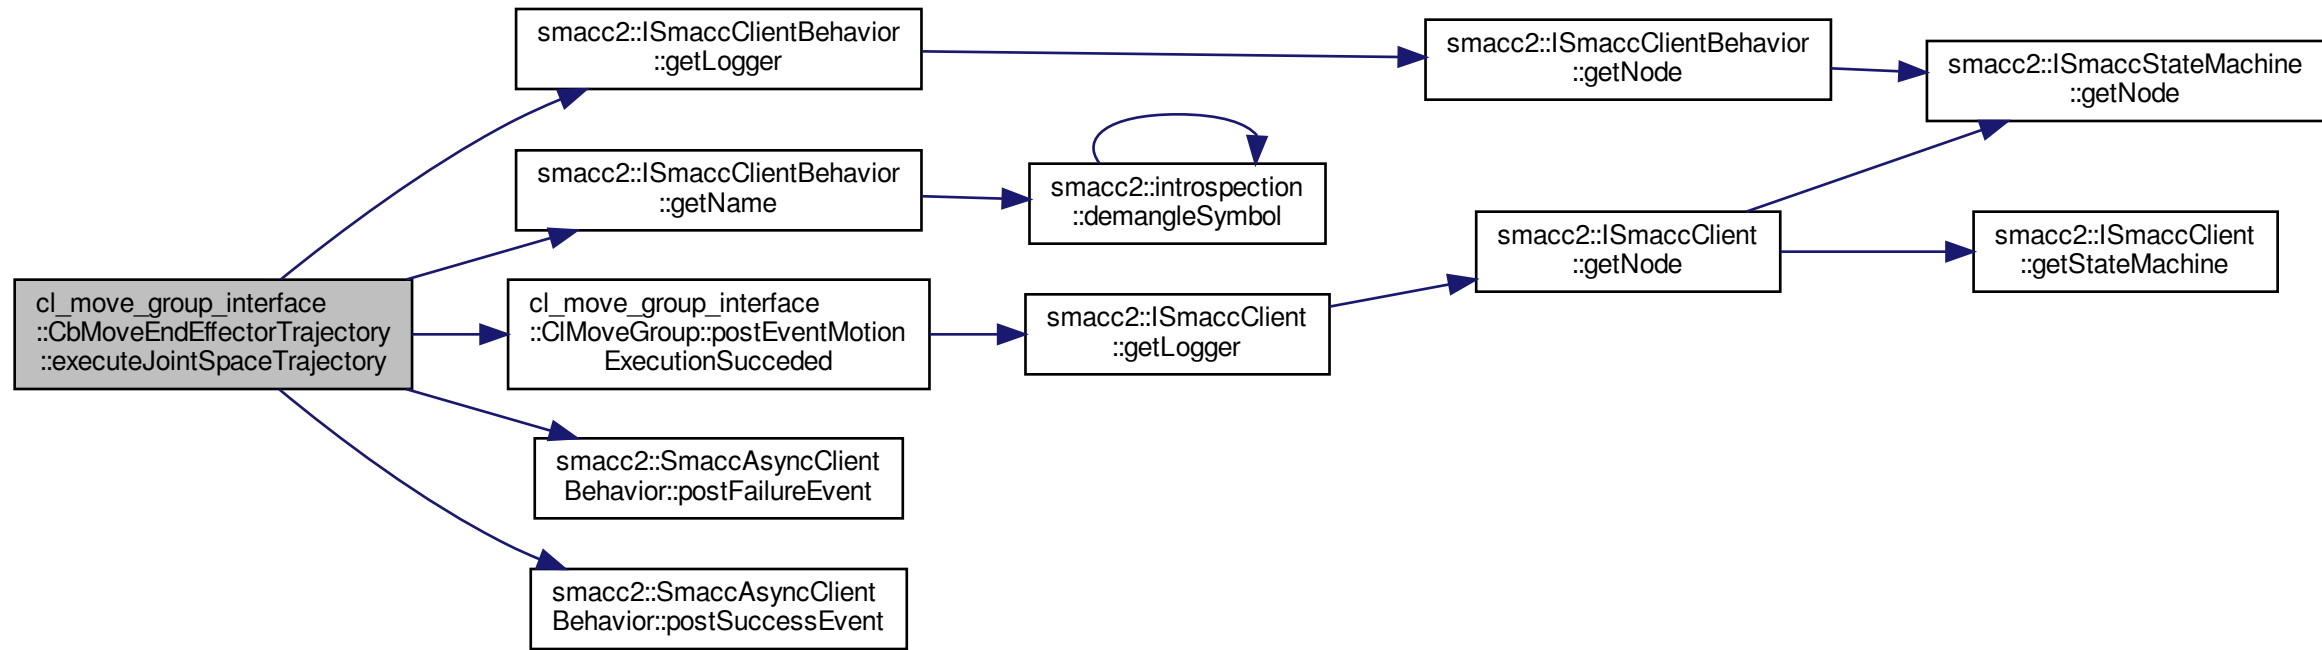 smacc2::ISmaccClientBehavior
::getLogger
smacc2::ISmaccClientBehavior
::getNode
smacc2::ISmaccStateMachine
::getNode
smacc2::ISmaccClientBehavior
::getName
smacc2::introspection
::demangleSymbol
smacc2::ISmaccClient
::getNode
smacc2::ISmaccClient
::getStateMachine
cl_move_group_interface
::CbMoveEndEffectorTrajectory
::executeJointSpaceTrajectory
cl_move_group_interface
::ClMoveGroup::postEventMotion
ExecutionSucceded
smacc2::ISmaccClient
::getLogger
smacc2::SmaccAsyncClient
Behavior::postFailureEvent
smacc2::SmaccAsyncClient
Behavior::postSuccessEvent